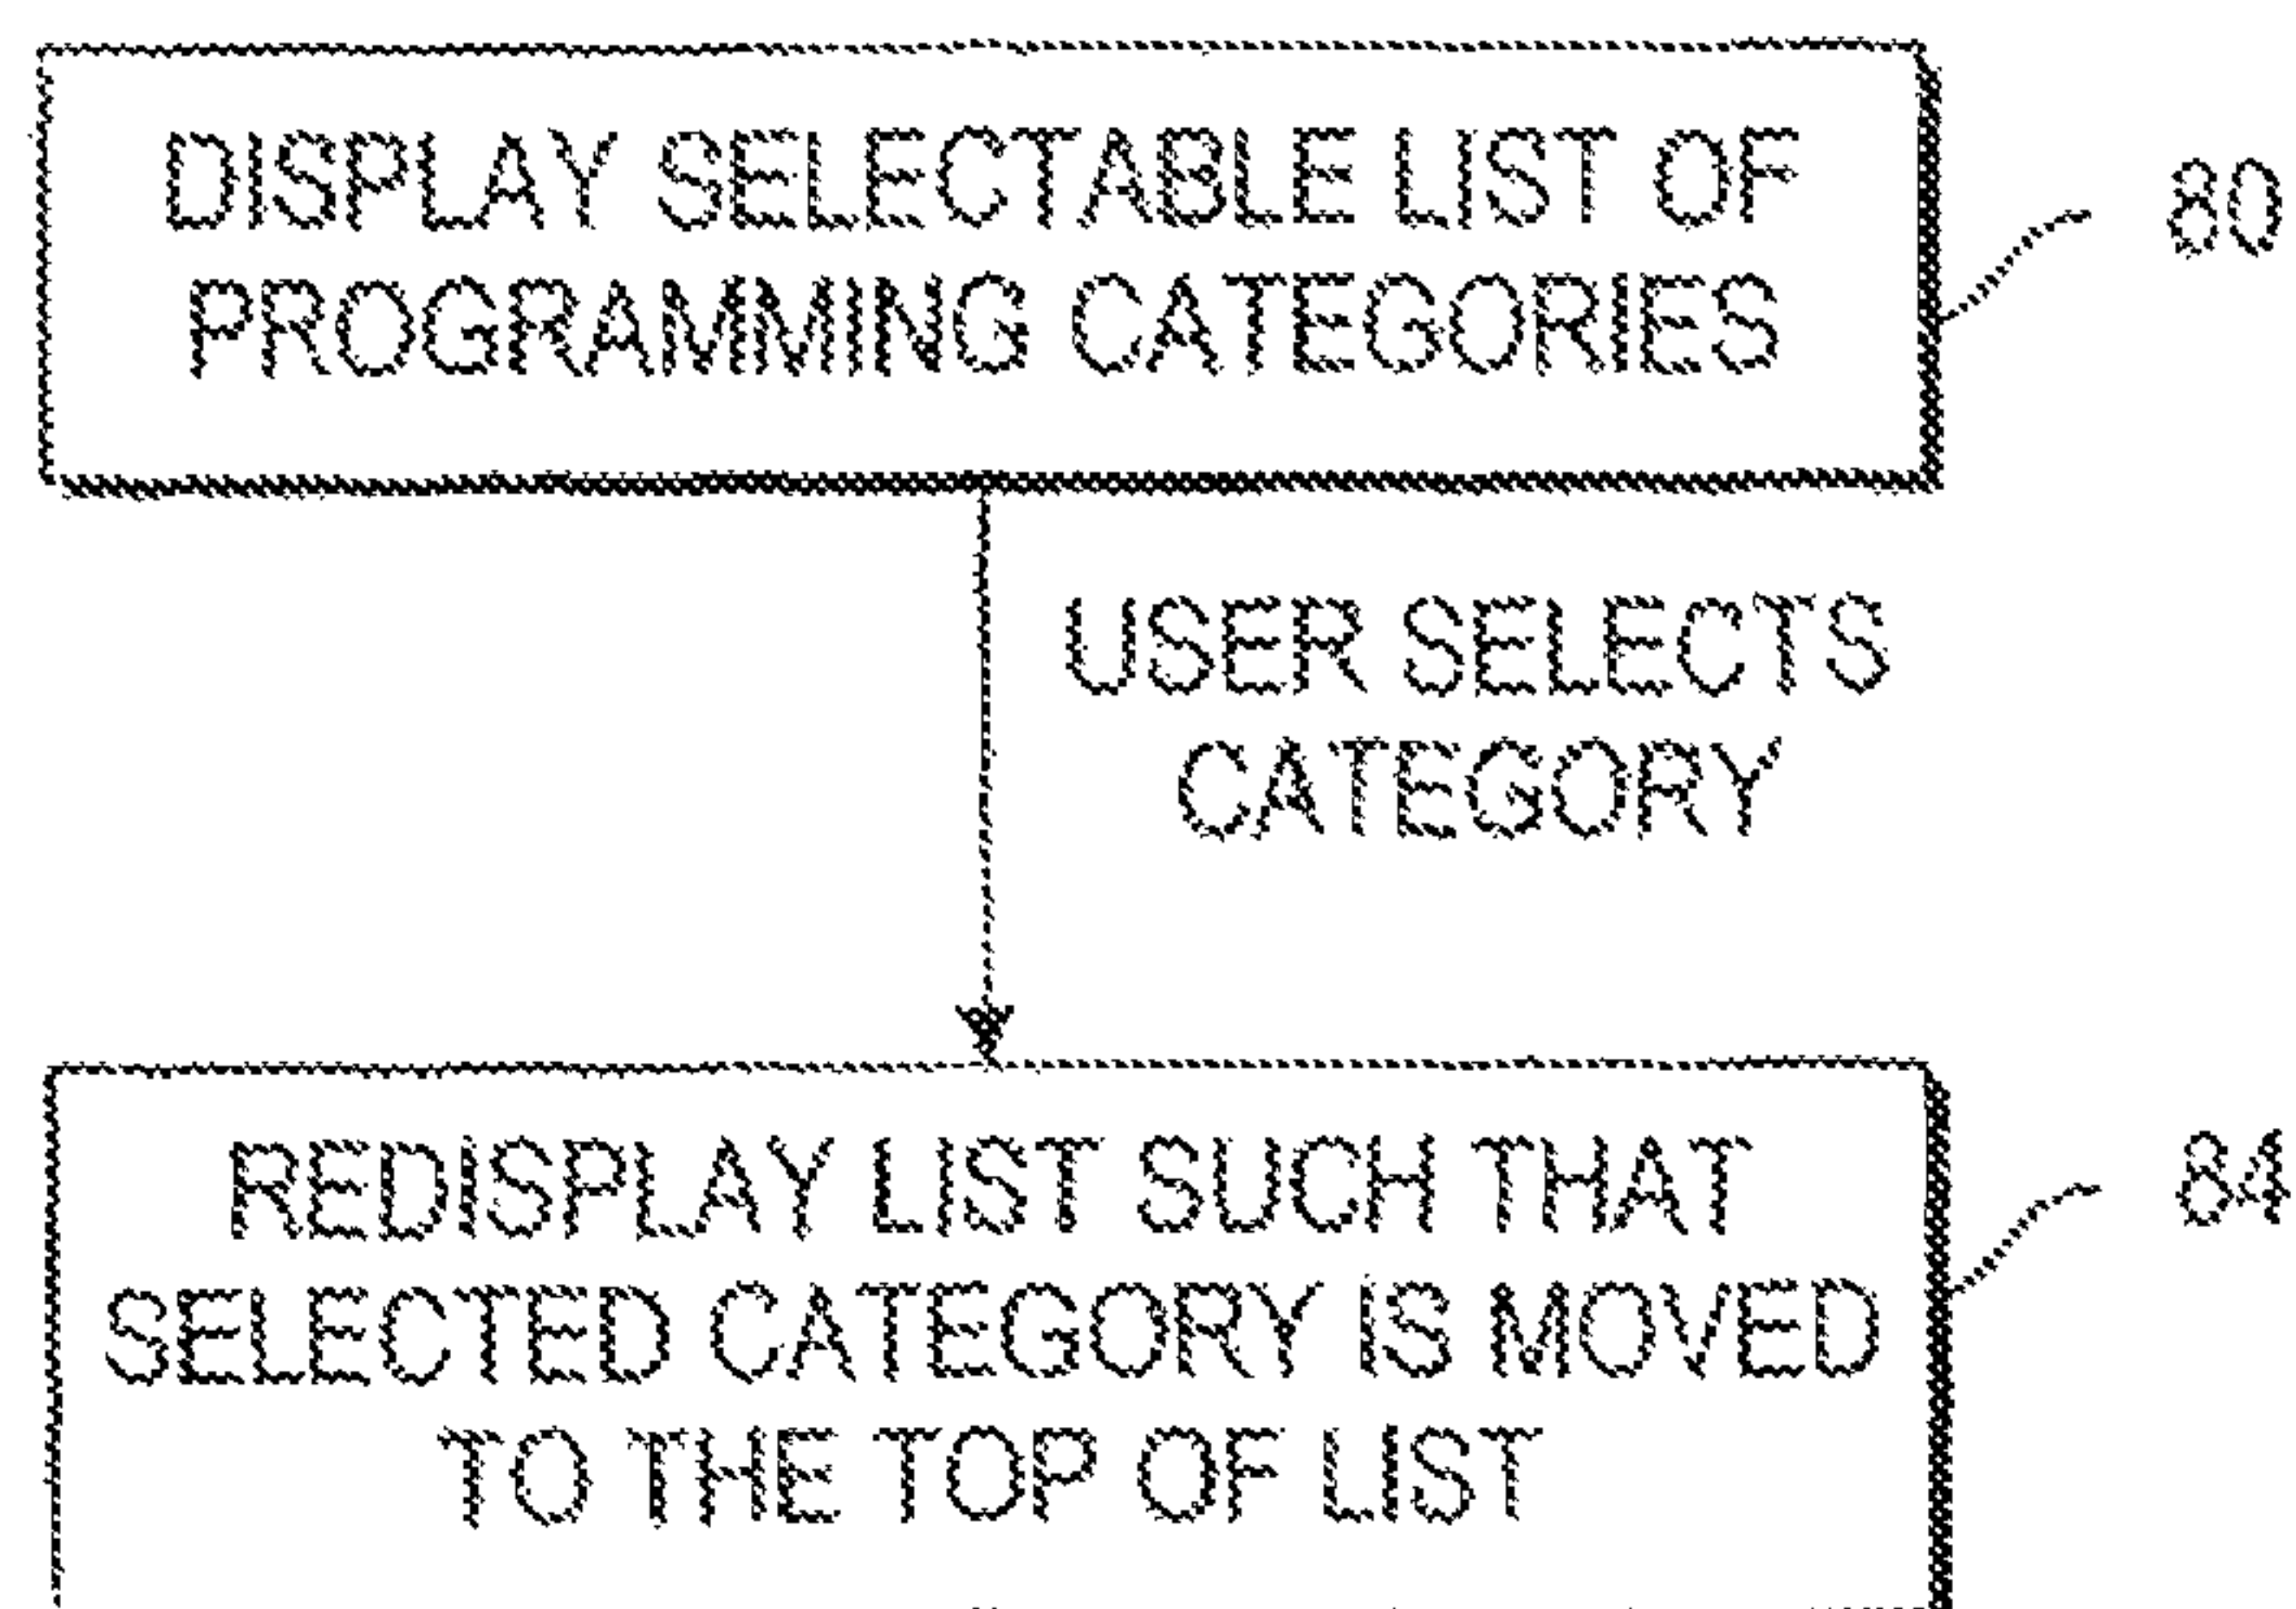 DISPLAY SELECTABLE LIST OF
PROGRAMMING CATEGORIES
80
USER SELECTS
CATEGORY
REDISPLAY LIST SUCH THAT
SELECTED CATEGORY IS MOVED
TO THE TOP OF LIST
84